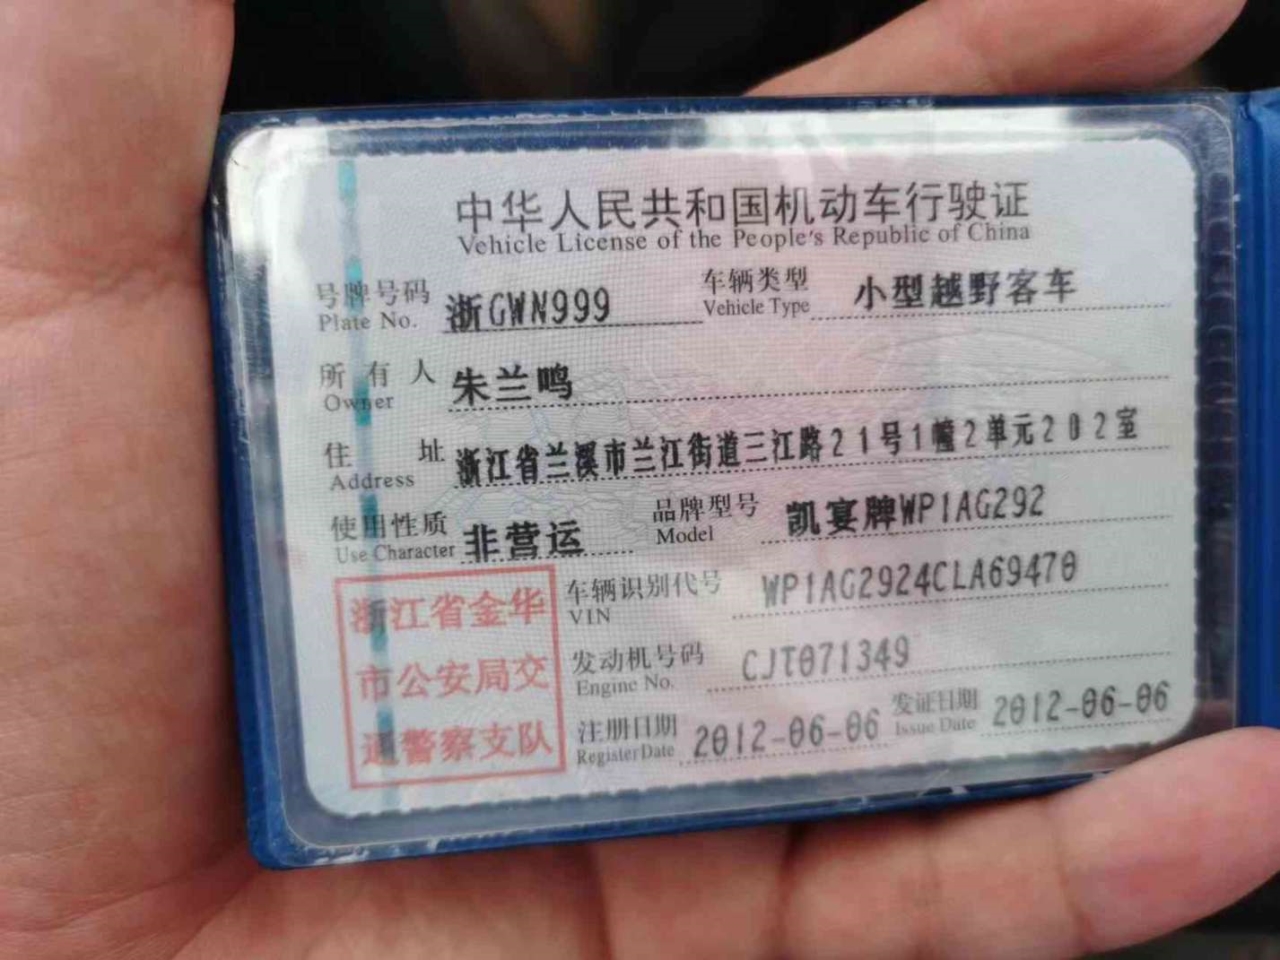 中华人民共和国机动车行驶证
Vehicle License of the People's Republic of China
号牌号码 浙GWN999 车辆类型 小型越野客车
Plate No. Vehicle Type
所有人 朱兰鸣
Owner
住址 浙江省兰溪市兰江街道三江路21号1幢2单元202室
Address
使用性质 非营运 品牌型号 凯宴牌WP1AG292
Use Character Model
车辆识别代号 WP1AG2924CLA69470
VIN
发动机号码 CJT071349
Engine No.
注册日期 2012-06-06 发证日期 2012-06-06
Register Date Issue Date
浙江省金华
市公安局交
通警察支队